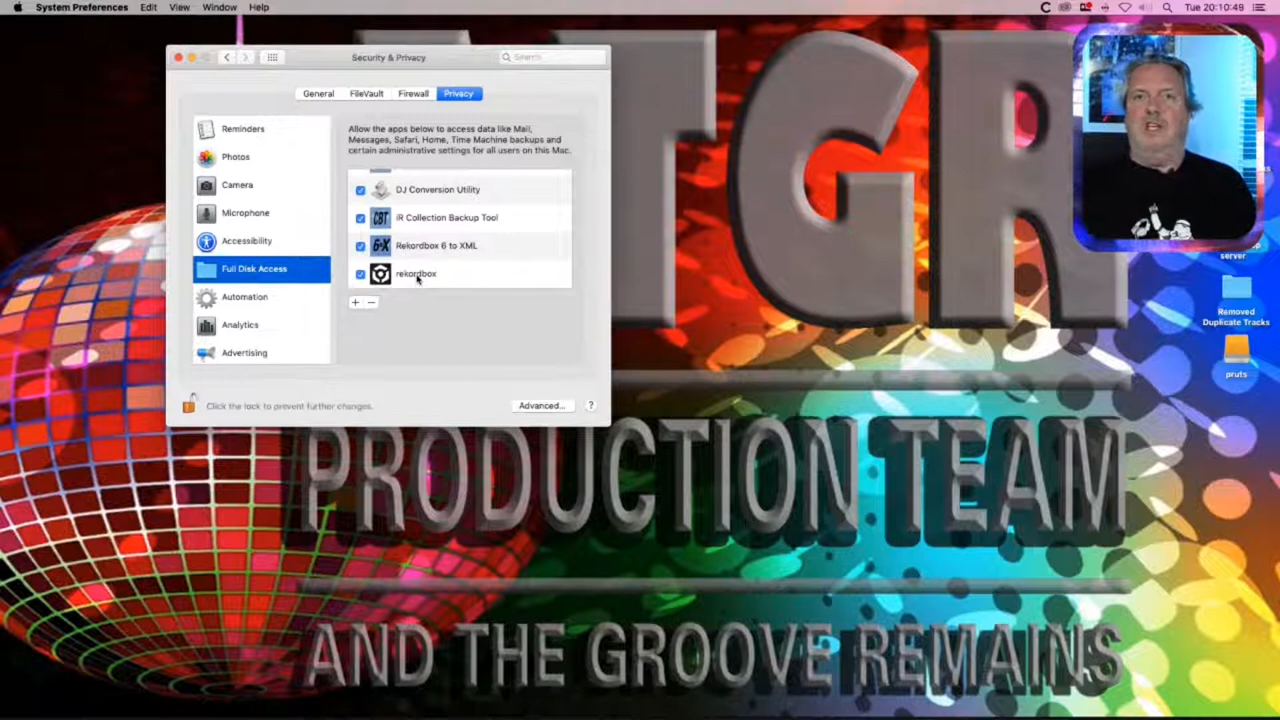 System Preferences Edit View Window Help
Tue 20:10:49
Security & Privacy
Search
General FileVault Firewall Privacy
Reminders
Photos
Camera
Microphone
Accessibility
Full Disk Access
Automation
Analytics
Advertising
Allow the apps below to access data like Mail,
Messages, Safari, Home, Time Machine backups and
certain administrative settings for all users on this Mac.
DJ Conversion Utility
CBT iR Collection Backup Tool
Rekordbox 6 to XML
rekordbox
+ −
Click the lock to prevent further changes.
Advanced... ?
TGR
PRODUCTION TEAM
AND THE GROOVE REMAINS
server
Removed
Duplicate Tracks
pruts